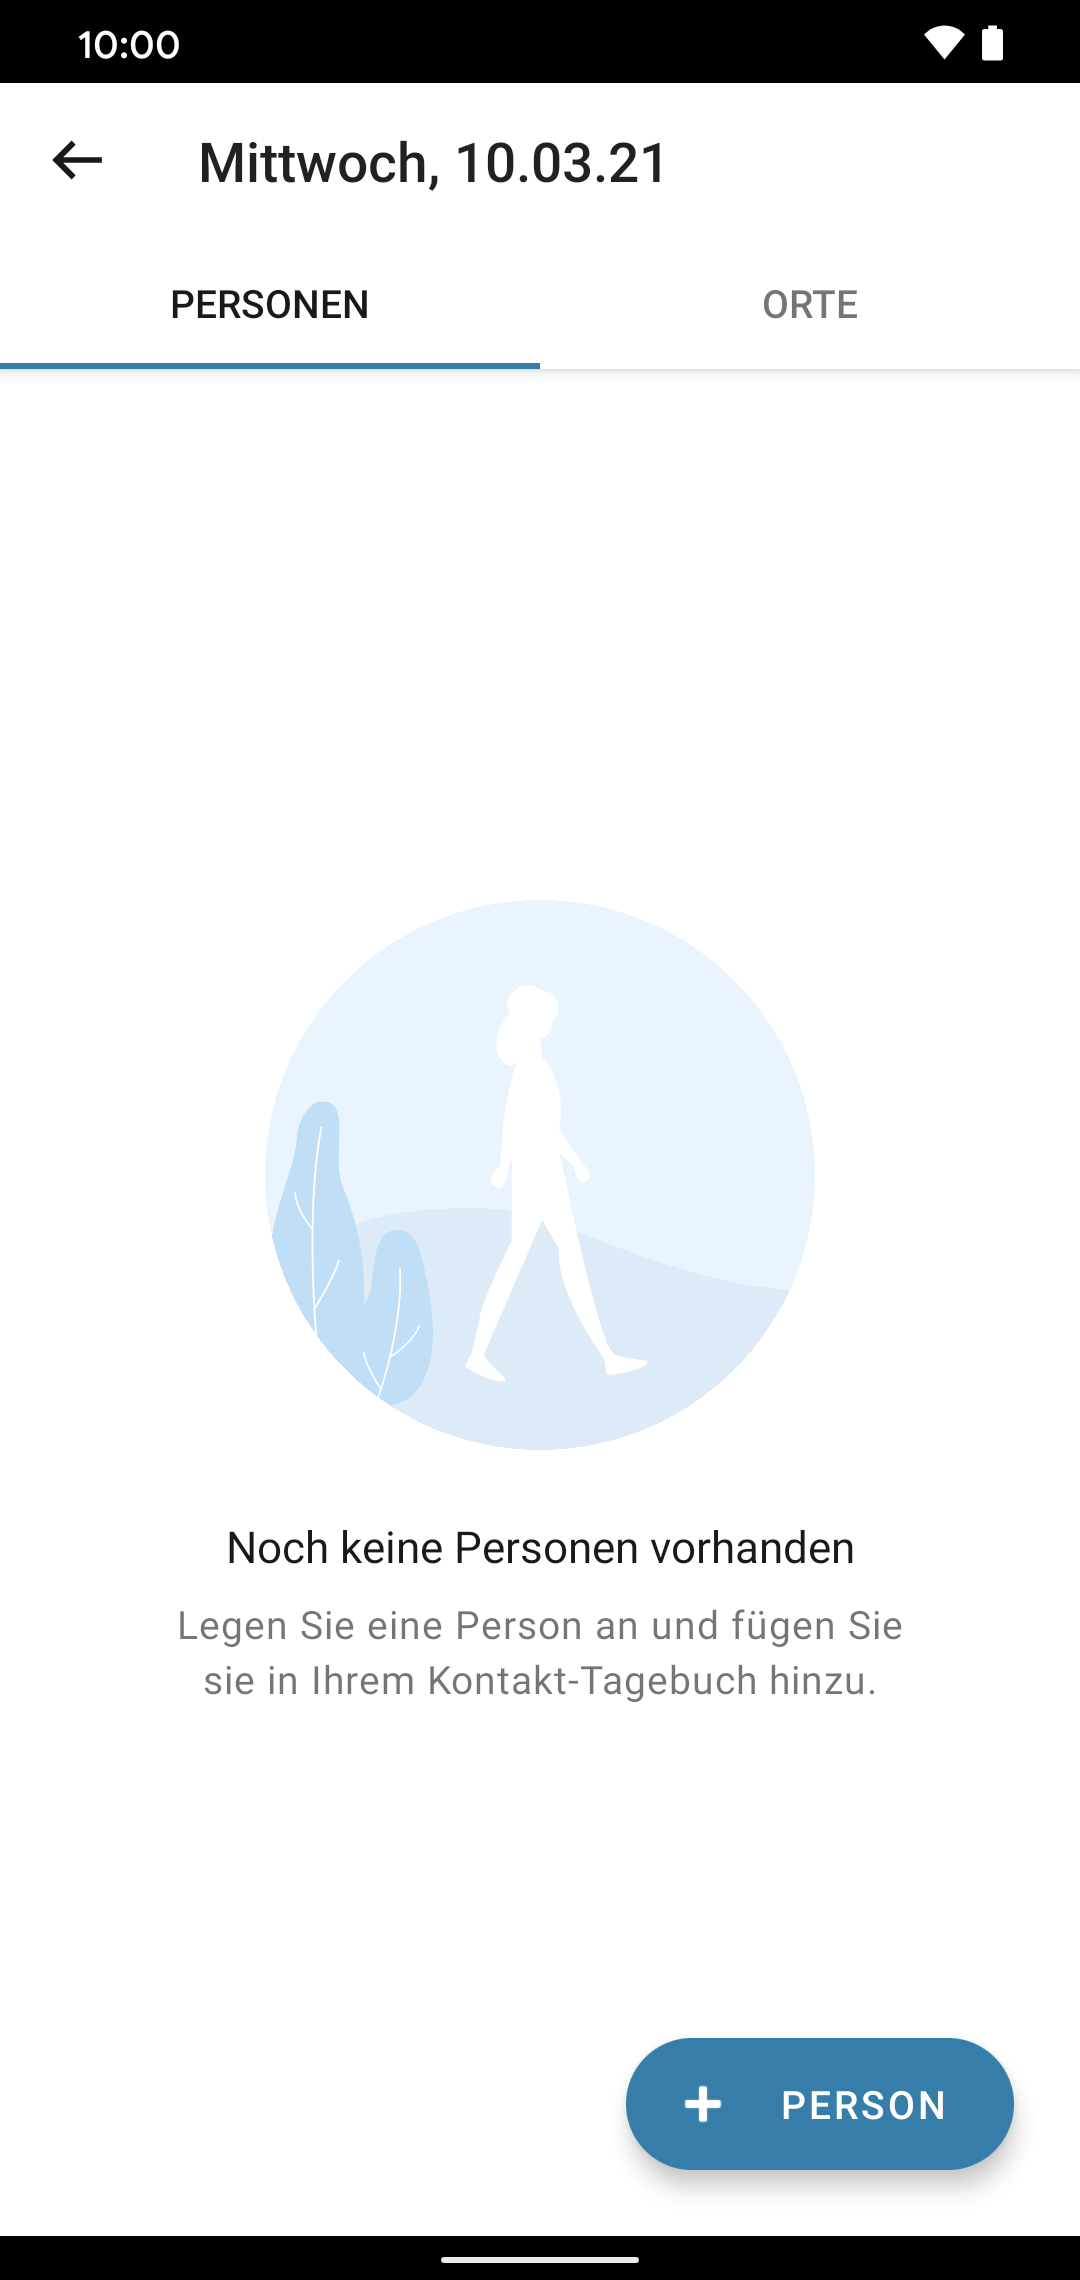 10:00
Mittwoch, 10.03.21
PERSONEN
ORTE
Noch keine Personen vorhanden
Legen Sie eine Person an und fügen Sie
sie in Ihrem Kontakt-Tagebuch hinzu.
PERSON